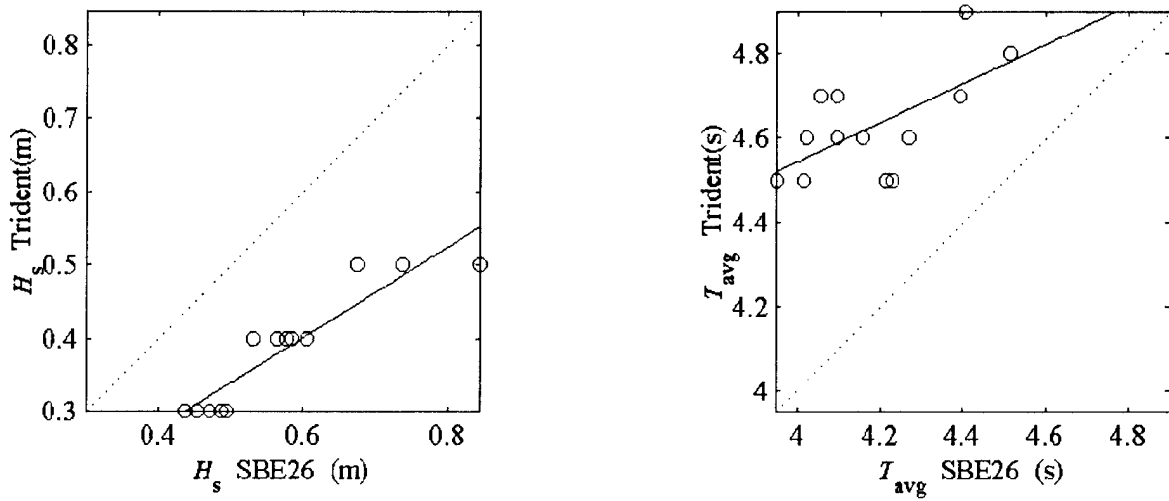 0.8
0.7
0.6
0.5
0.4
0.3
H_s Trident(m)
0.4 0.6 0.8
H_s SBE26 (m)
4.8
4.6
4.4
4.2
4
T_avg Trident(s)
4 4.2 4.4 4.6 4.8
T_avg SBE26 (s)